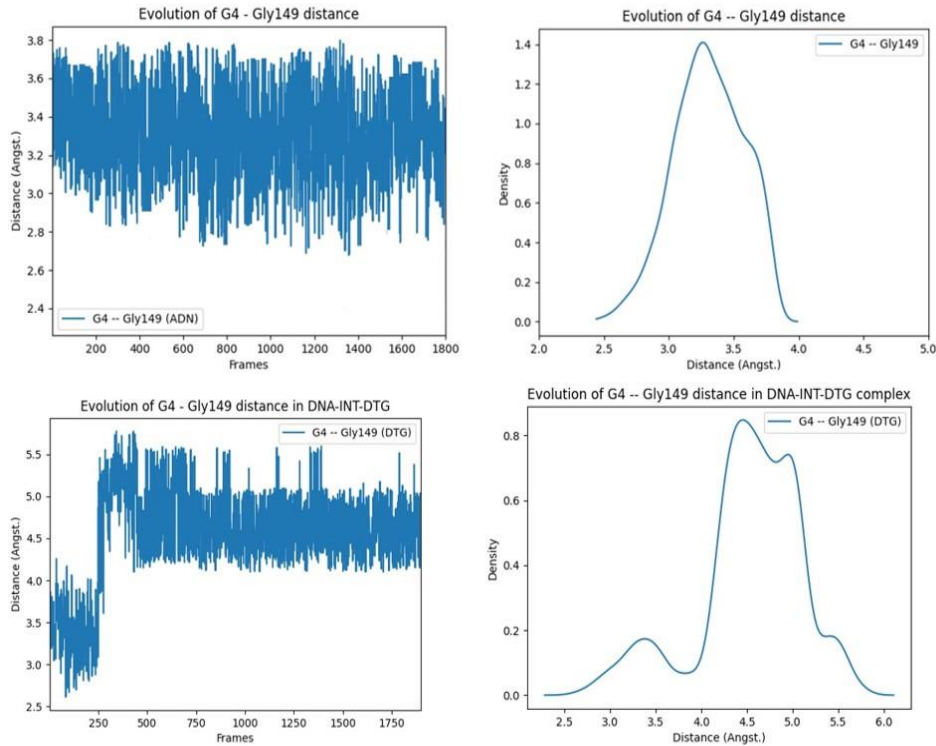 Evolution of G4 - Gly149 distance
Distance (Angst.)
3.8
3.6
3.4
3.2
3.0
2.8
2.6
2.4
G4 -- Gly149 (ADN)
200 400 600 800 1000 1200 1400 1600 1800
Frames
Evolution of G4 -- Gly149 distance
Density
1.4
1.2
1.0
0.8
0.6
0.4
0.2
0.0
G4 -- Gly149
2.0 2.5 3.0 3.5 4.0 4.5 5.0
Distance (Angst.)
Evolution of G4 - Gly149 distance in DNA-INT-DTG
Distance (Angst.)
5.5
5.0
4.5
4.0
3.5
3.0
2.5
G4 -- Gly149 (DTG)
250 500 750 1000 1250 1500 1750
Frames
Evolution of G4 -- Gly149 distance in DNA-INT-DTG complex
Density
0.8
0.6
0.4
0.2
0.0
G4 -- Gly149 (DTG)
2.5 3.0 3.5 4.0 4.5 5.0 5.5 6.0
Distance (Angst.)